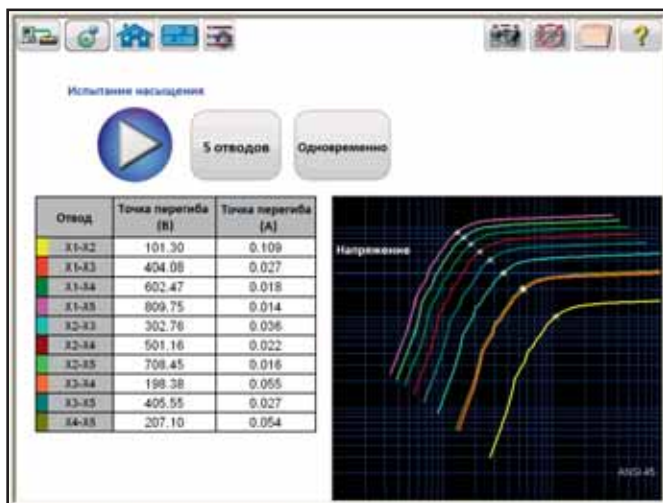 ?
Испытание насыщения
5 отводов
Одновременно
Отвод Точка перегиба (В) Точка перегиба (А)
X1-X2 101.30 0.109
X1-X3 404.08 0.027
X1-X4 602.47 0.018
X1-X5 809.75 0.014
X2-X3 302.76 0.036
X2-X4 501.16 0.022
X2-X5 708.45 0.016
X3-X4 198.38 0.055
X3-X5 405.55 0.027
X4-X5 207.10 0.054
Напряжение
ANSI 45